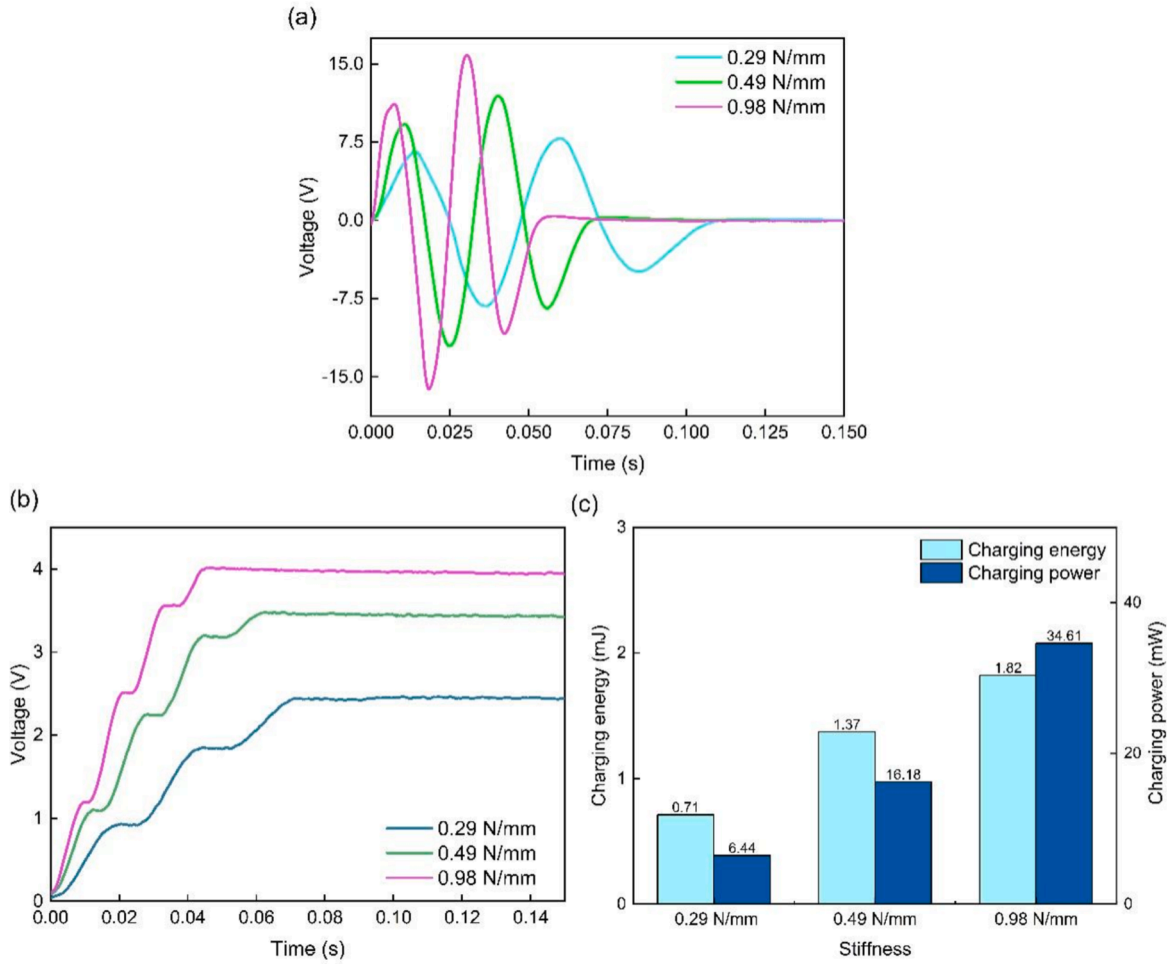 (a)
0.29 N/mm
0.49 N/mm
0.98 N/mm
15.0
7.5
0.0
-7.5
-15.0
Voltage (V)
0.000 0.025 0.050 0.075 0.100 0.125 0.150
Time (s)
(b)
4
3
2
1
0
Voltage (V)
0.29 N/mm
0.49 N/mm
0.98 N/mm
0.00 0.02 0.04 0.06 0.08 0.10 0.12 0.14
Time (s)
(c)
Charging energy
Charging power
3
2
1
0
Charging energy (mJ)
40
20
0
Charging power (mW)
0.71
6.44
1.37
16.18
1.82
34.61
0.29 N/mm 0.49 N/mm 0.98 N/mm
Stiffness